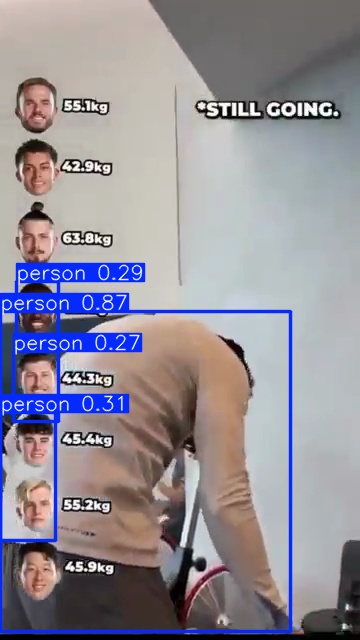 55.1kg
*STILL GOING.
42.9kg
63.8kg
person 0.29
person 0.87
person 0.27
44.3kg
person 0.31
45.4kg
55.2kg
45.9kg